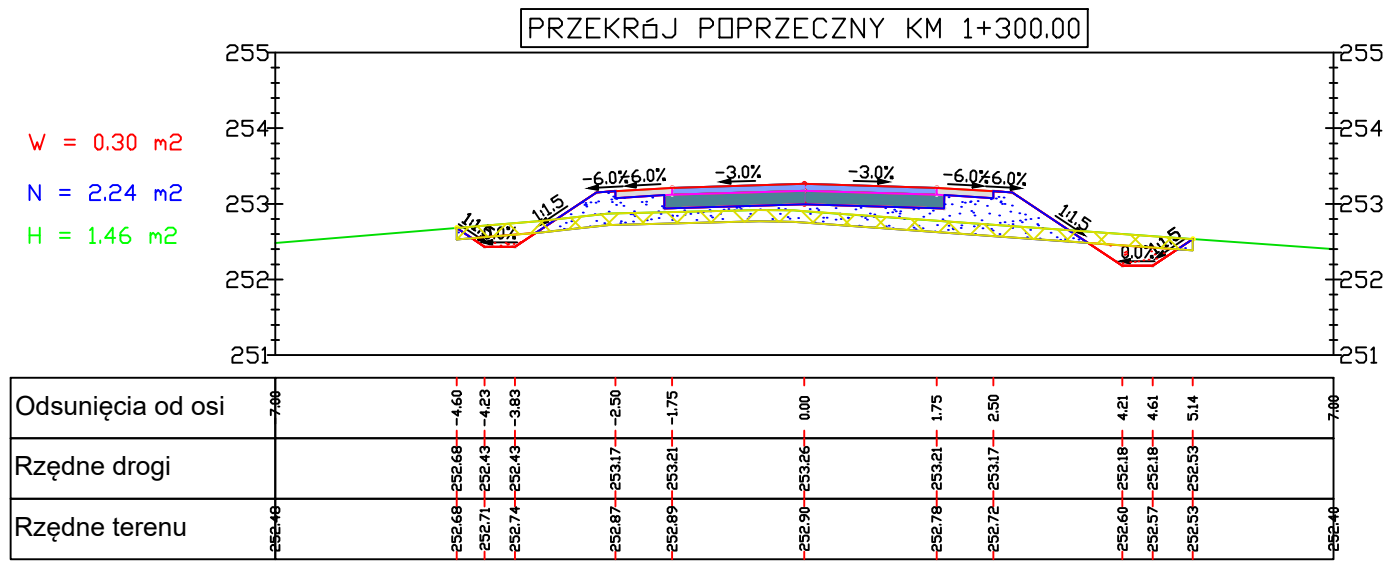 PRZEKRóJ POPRZECZNY KM 1+300.00
255 255
254 254
W = 0.30 m2
-6.0% -6.0% -3.0% -3.0% -6.0% -6.0%
N = 2.24 m2
253 253
1:1.5 1:1.5
H = 1.46 m2
0.0% 1:1.5
252 252
251 251
Odsunięcia od osi -7.00 -4.60 -4.23 -3.83 -2.50 -1.75 0.00 1.75 2.50 4.21 4.61 5.14 7.00
Rzędne drogi 252.68 252.43 252.43 253.17 253.21 253.26 253.21 253.17 252.18 252.18 252.53
Rzędne terenu 252.48 252.68 252.71 252.74 252.87 252.89 252.90 252.78 252.72 252.60 252.57 252.53 252.40